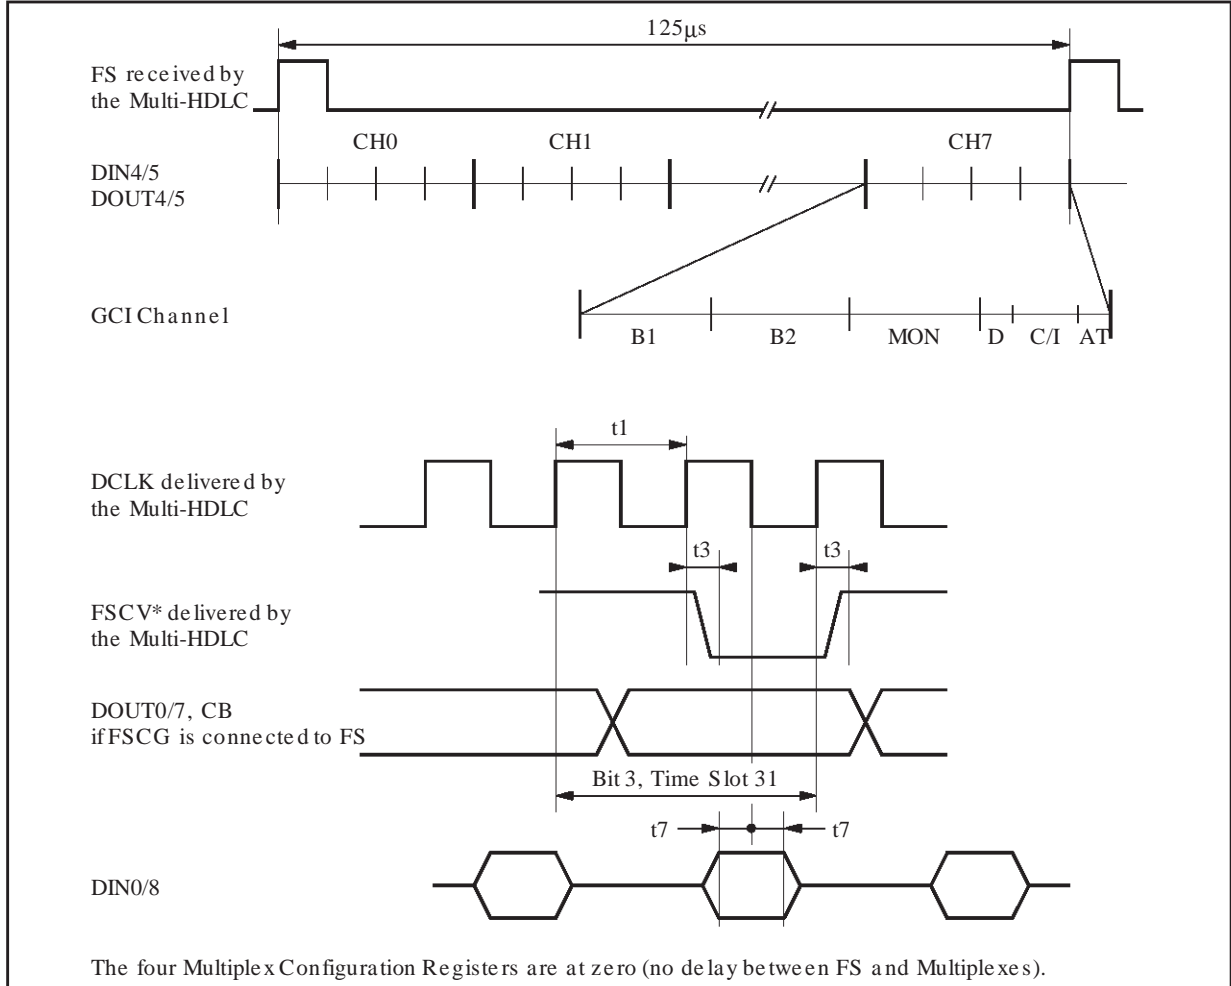 125μs
FS received by
the Multi-HDLC
CH0 CH1 CH7
DIN4/5
DOUT4/5
GCI Channel
B1 B2 MON D C/I AT
t1
DCLK delivered by
the Multi-HDLC
t3 t3
FSCV* delivered by
the Multi-HDLC
DOUT0/7, CB
if FSCG is connected to FS
Bit 3, Time Slot 31
t7 t7
DIN0/8
The four Multiplex Configuration Registers are at zero (no delay between FS and Multiplexes).